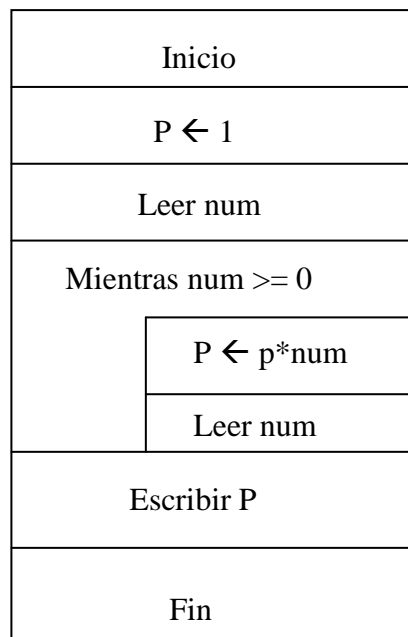 Inicio
P ← 1
Leer num
Mientras num >= 0
P ← p*num
Leer num
Escribir P
Fin